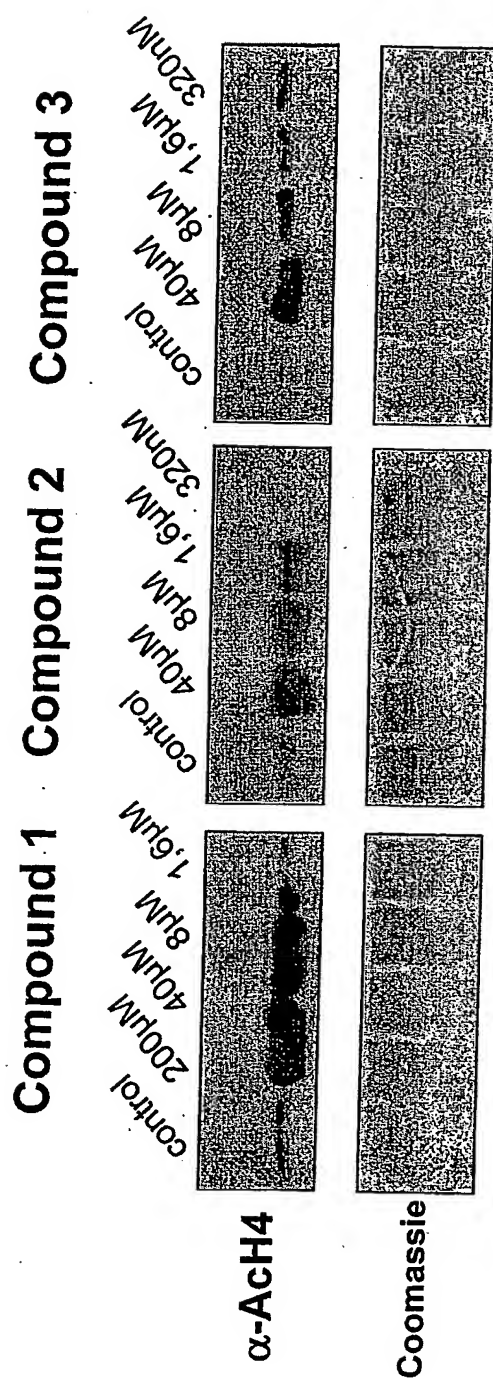 Compound 1
Compound 2
Compound 3
control 200µM 40µM 8µM 1,6µM
control 40µM 8µM 1,6µM 320nM
control 40µM 8µM 1,6µM 320nM
α-AcH4
Coomassie